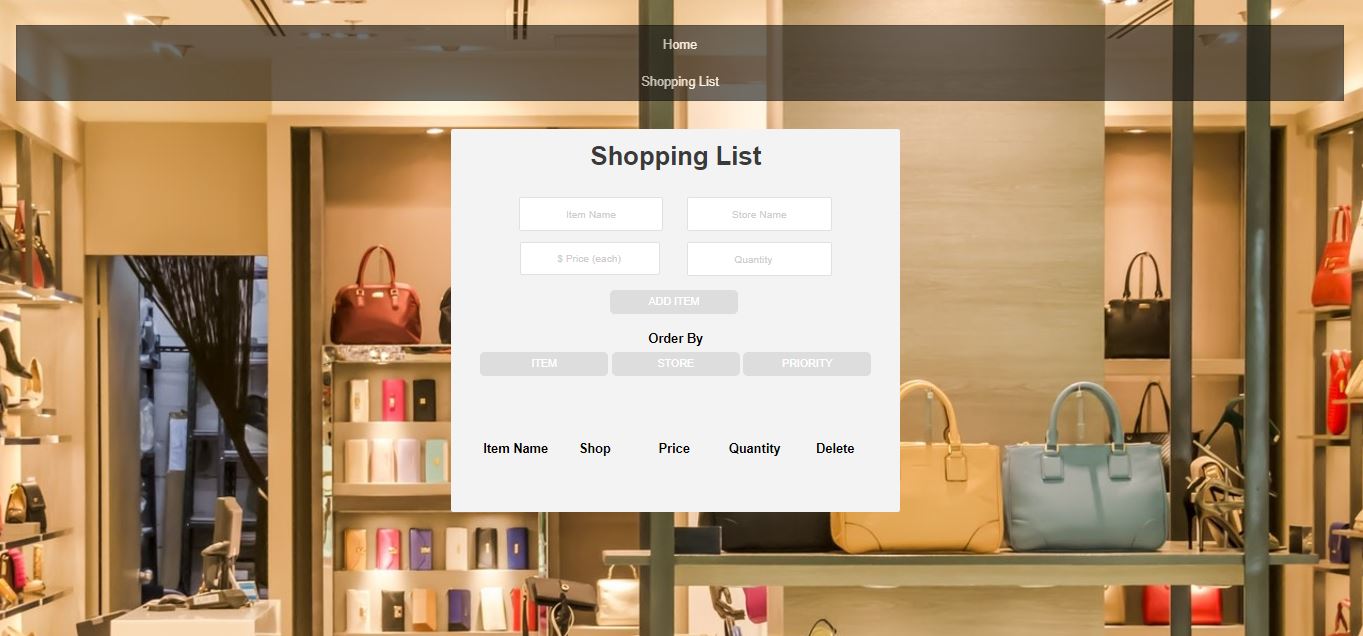 Home
Shopping List
Shopping List
Item Name Store Name
$ Price (each) Quantity
ADD ITEM
Order By
ITEM STORE PRIORITY
Item Name Shop Price Quantity Delete